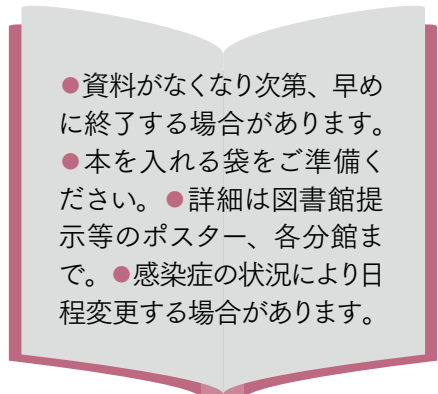 ●資料がなくなり次第、早め
に終了する場合があります。
●本を入れる袋をご準備く
ださい。●詳細は図書館提
示等のポスター、各分館ま
で。●感染症の状況により日
程変更する場合があります。